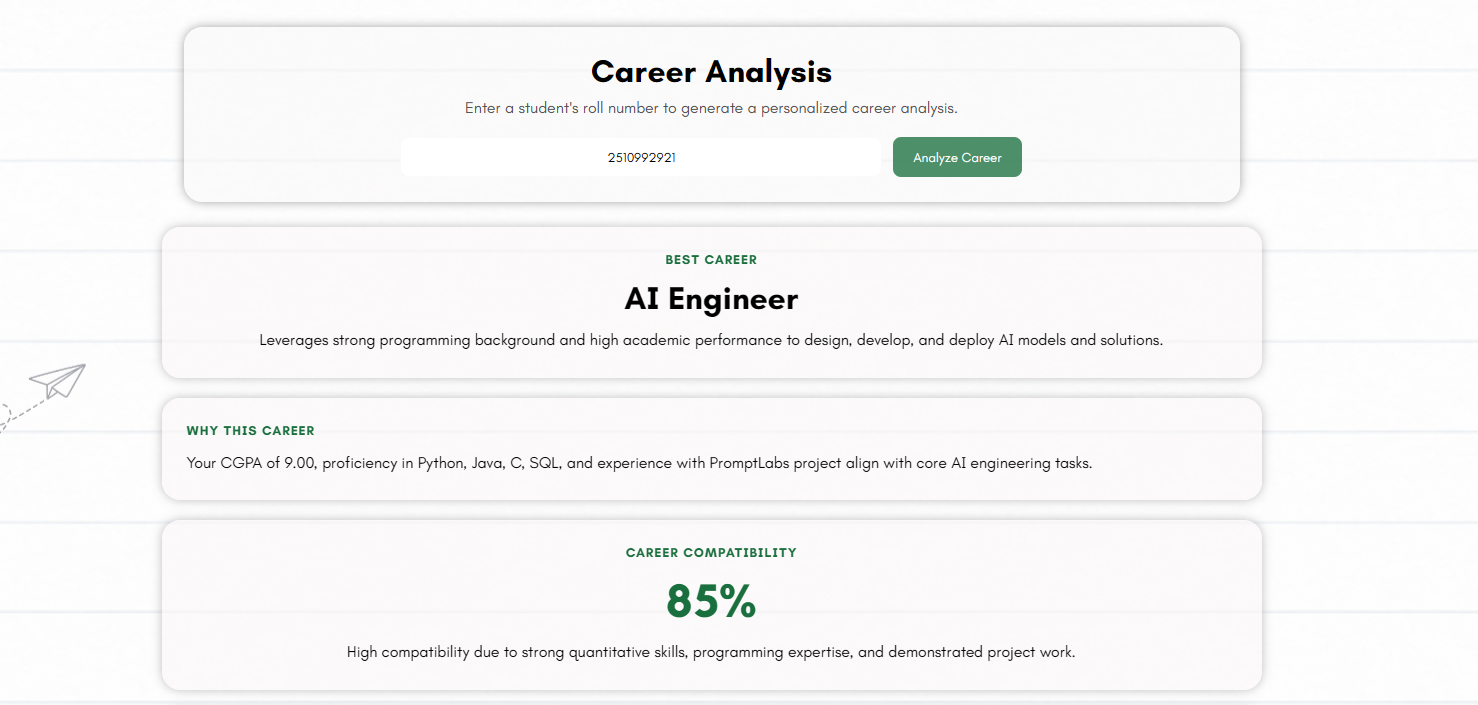 Career Analysis
Enter a student's roll number to generate a personalized career analysis.
2510992921
Analyze Career
BEST CAREER
AI Engineer
Leverages strong programming background and high academic performance to design, develop, and deploy AI models and solutions.
WHY THIS CAREER
Your CGPA of 9.00, proficiency in Python, Java, C, SQL, and experience with PromptLabs project align with core AI engineering tasks.
CAREER COMPATIBILITY
85%
High compatibility due to strong quantitative skills, programming expertise, and demonstrated project work.